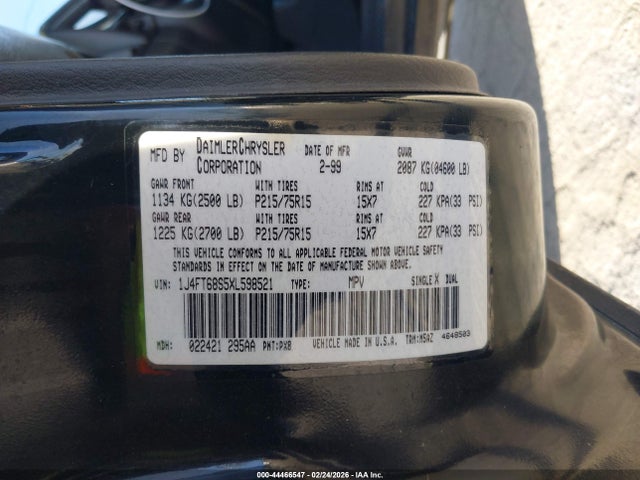 MFD BY DAIMLERCHRYSLER CORPORATION DATE OF MFR 2-99 GVWR 2087 KG(04600 LB)
GAWR FRONT WITH TIRES RIMS AT COLD
1134 KG(2500 LB) P215/75R15 15X7 227 KPA(33 PSI)
GAWR REAR WITH TIRES RIMS AT COLD
1225 KG(2700 LB) P215/75R15 15X7 227 KPA(33 PSI)
THIS VEHICLE CONFORMS TO ALL APPLICABLE FEDERAL MOTOR VEHICLE SAFETY
STANDARDS IN EFFECT ON THE DATE OF MANUFACTURE SHOWN ABOVE.
VIN: 1J4FT68S5XL598521 TYPE: MPV SINGLE X DUAL
MDH: 022421 295AA PNT:PX8 VEHICLE MADE IN U.S.A. TRM:M5AZ 4648503
000-44466547 - 02/24/2026 - IAA Inc.